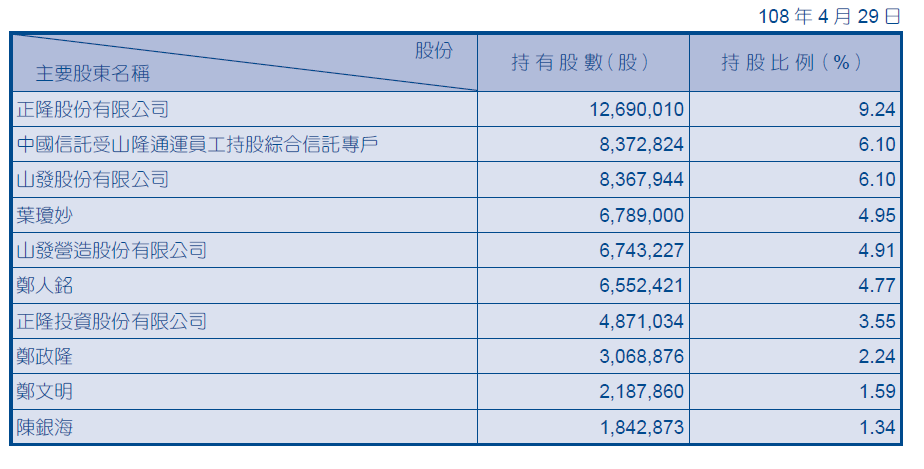 108 年 4 月 29 日
股份
主要股東名稱
持有股數(股) 持股比例(%)
正隆股份有限公司 12,690,010 9.24
中國信託受山隆通運員工持股綜合信託專戶 8,372,824 6.10
山發股份有限公司 8,367,944 6.10
葉瓊妙 6,789,000 4.95
山發營造股份有限公司 6,743,227 4.91
鄭人銘 6,552,421 4.77
正隆投資股份有限公司 4,871,034 3.55
鄭政隆 3,068,876 2.24
鄭文明 2,187,860 1.59
陳銀海 1,842,873 1.34